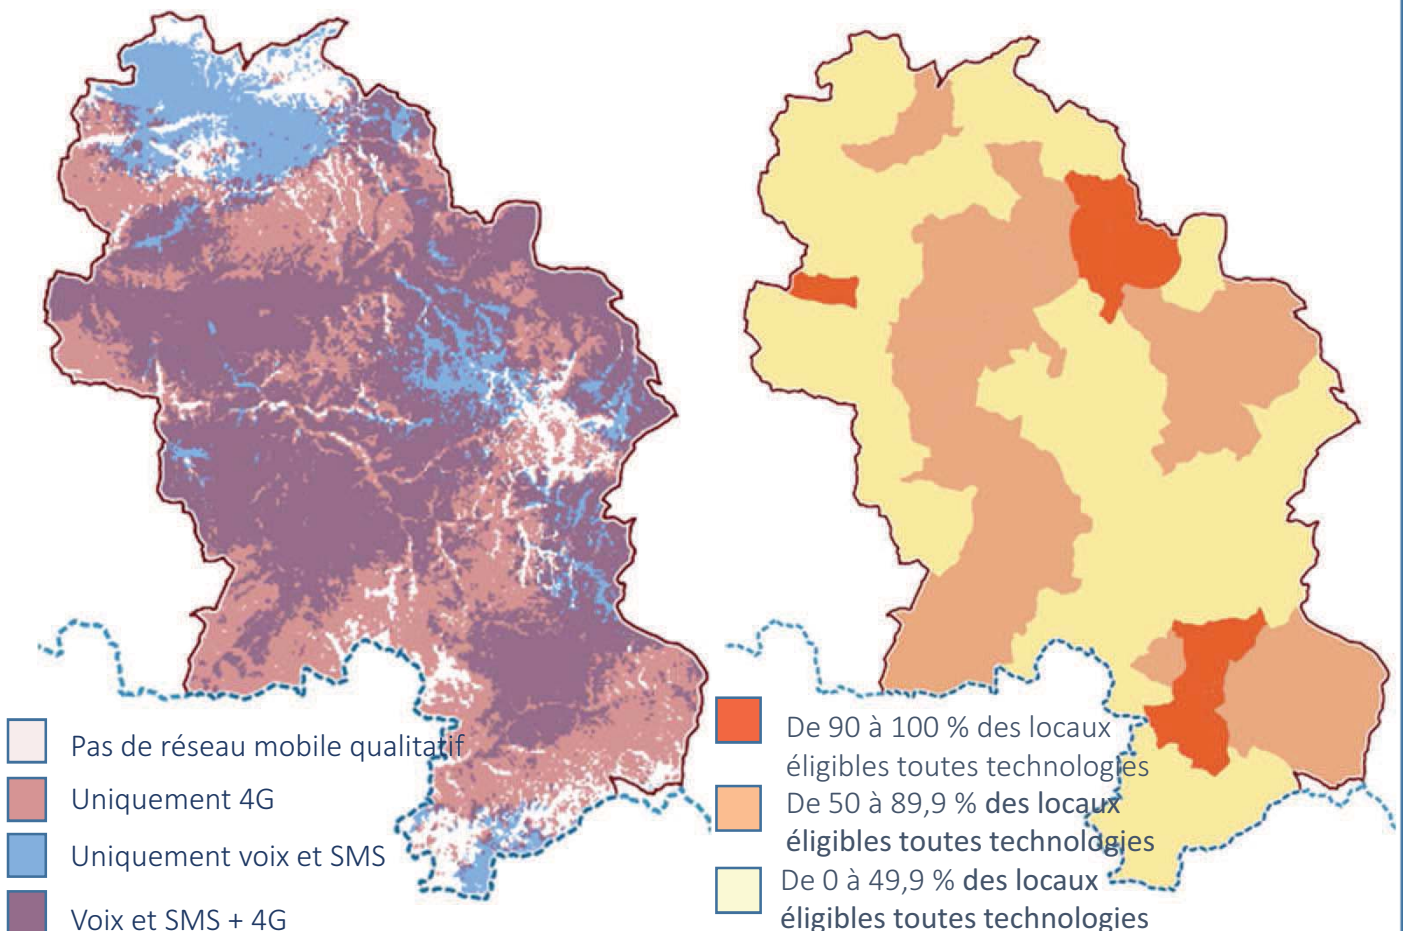 Pas de réseau mobile qualitatif
Uniquement 4G
Uniquement voix et SMS
Voix et SMS + 4G
De 90 à 100 % des locaux
éligibles toutes technologies
De 50 à 89,9 % des locaux
éligibles toutes technologies
De 0 à 49,9 % des locaux
éligibles toutes technologies